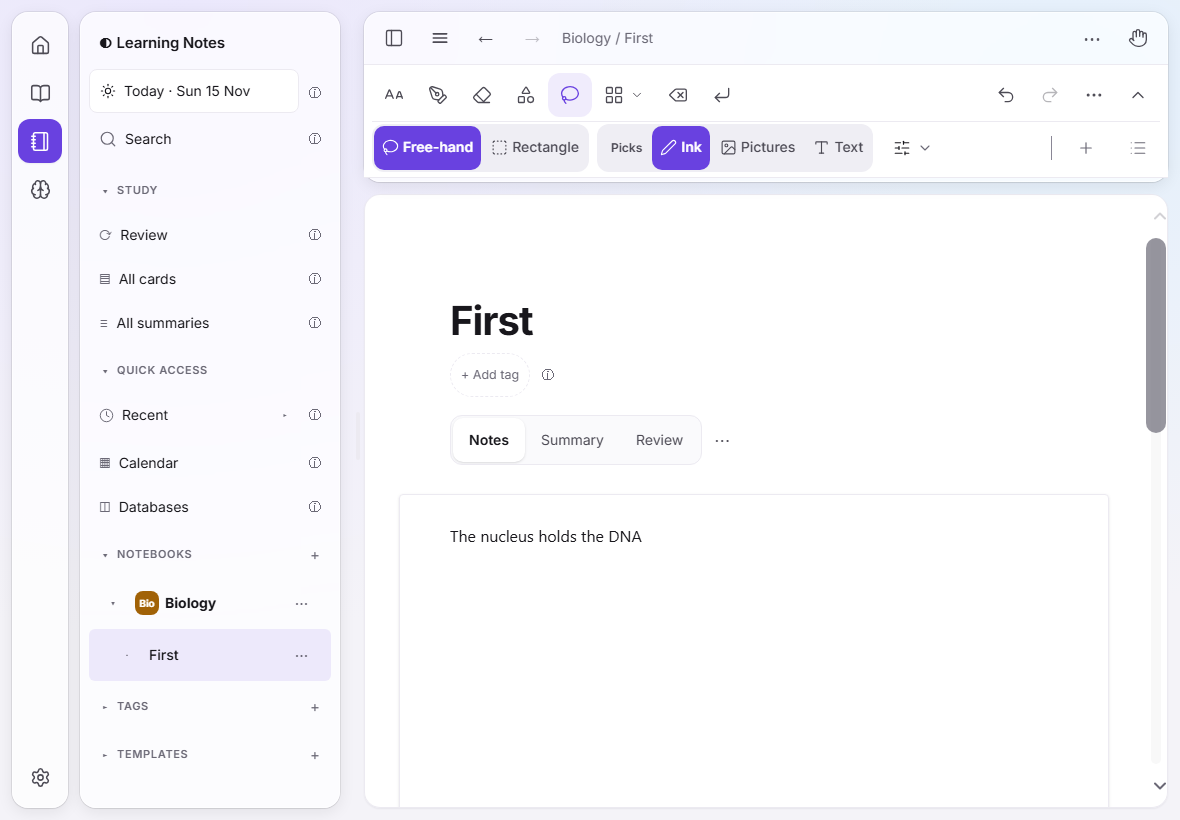 Learning Notes
Today · Sun 15 Nov
Search
STUDY
Review
All cards
All summaries
QUICK ACCESS
Recent
Calendar
Databases
NOTEBOOKS
Bio Biology
First
TAGS
TEMPLATES
Biology / First
AA
Free-hand Rectangle Picks Ink Pictures Text
First
+ Add tag
Notes Summary Review
The nucleus holds the DNA